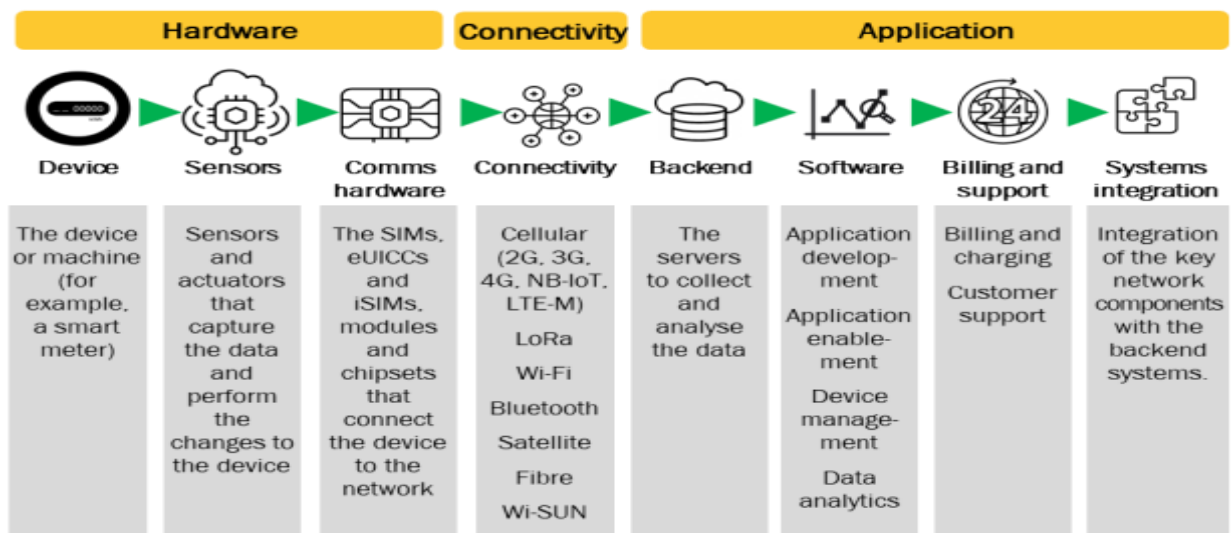 Hardware
Connectivity
Application
Device
Sensors
Comms
hardware
Connectivity
Backend
Software
24
Billing and
support
Systems
integration
The device
or machine
(for
example,
a smart
meter)
Sensors
and
actuators
that
capture
the data
and
perform
the
changes to
the device
The SIMs,
eUICCs
and
iSIMs,
modules
and
chipsets
that
connect
the device
to the
network
Cellular
(2G, 3G,
4G, NB-IoT,
LTE-M)
LoRa
Wi-Fi
Bluetooth
Satellite
Fibre
Wi-SUN
The
servers
to collect
and
analyse
the data
Application
develop-
ment
Application
enable-
ment
Device
manage-
ment
Data
analytics
Billing and
charging
Customer
support
Integration
of the key
network
components
with the
backend
systems.